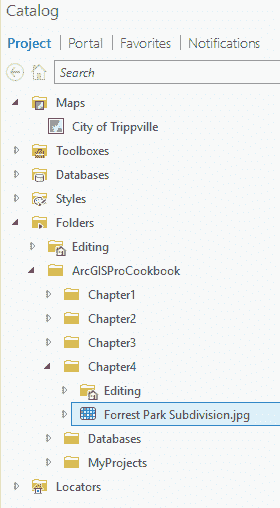 Catalog
Project Portal Favorites Notifications
Search
Maps
City of Trippville
Toolboxes
Databases
Styles
Folders
Editing
ArcGISProCookbook
Chapter1
Chapter2
Chapter3
Chapter4
Editing
Forrest Park Subdivision.jpg
Databases
MyProjects
Locators